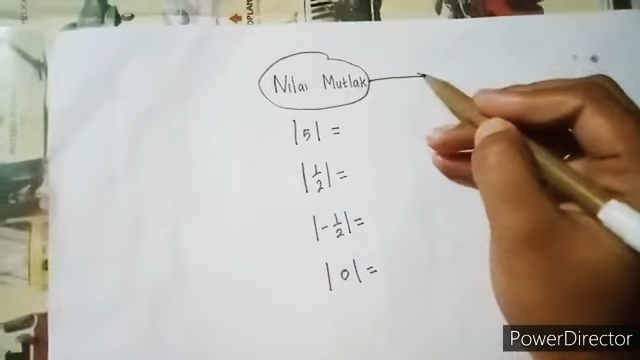 Nilai Mutlak
|5| =
|1/2| =
|-1/2| =
|0| =
PowerDirector